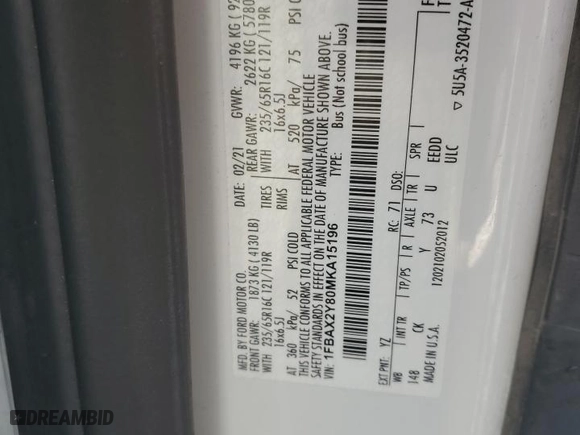 MFD. BY FORD MOTOR CO.
DATE: 02/21
GVWR: 4196 KG (92
FRONT GAWR: 1873 KG (4130 LB)
REAR GAWR: 2622 KG (5780
WITH 235/65R16C 121/119R
TIRES WITH 235/65R16C 121/119R
16x6.5J
RIMS 16x6.5J
AT 360 kPa/ 52 PSI COLD
AT 520 kPa/ 75 PSI CO
THIS VEHICLE CONFORMS TO ALL APPLICABLE FEDERAL MOTOR VEHICLE
SAFETY STANDARDS IN EFFECT ON THE DATE OF MANUFACTURE SHOWN ABOVE.
VIN: 1FBAX2Y80MKA15196
TYPE: Bus (Not school bus)
EXT PNT: YZ RC: 71 DSO:
WB INT TR TP/PS R AXLE TR SPR
148 CK Y 73 U EEDD
MADE IN U.S.A. ULC
1202102052012
▽ 5U5A-3520472-A
DREAMBID